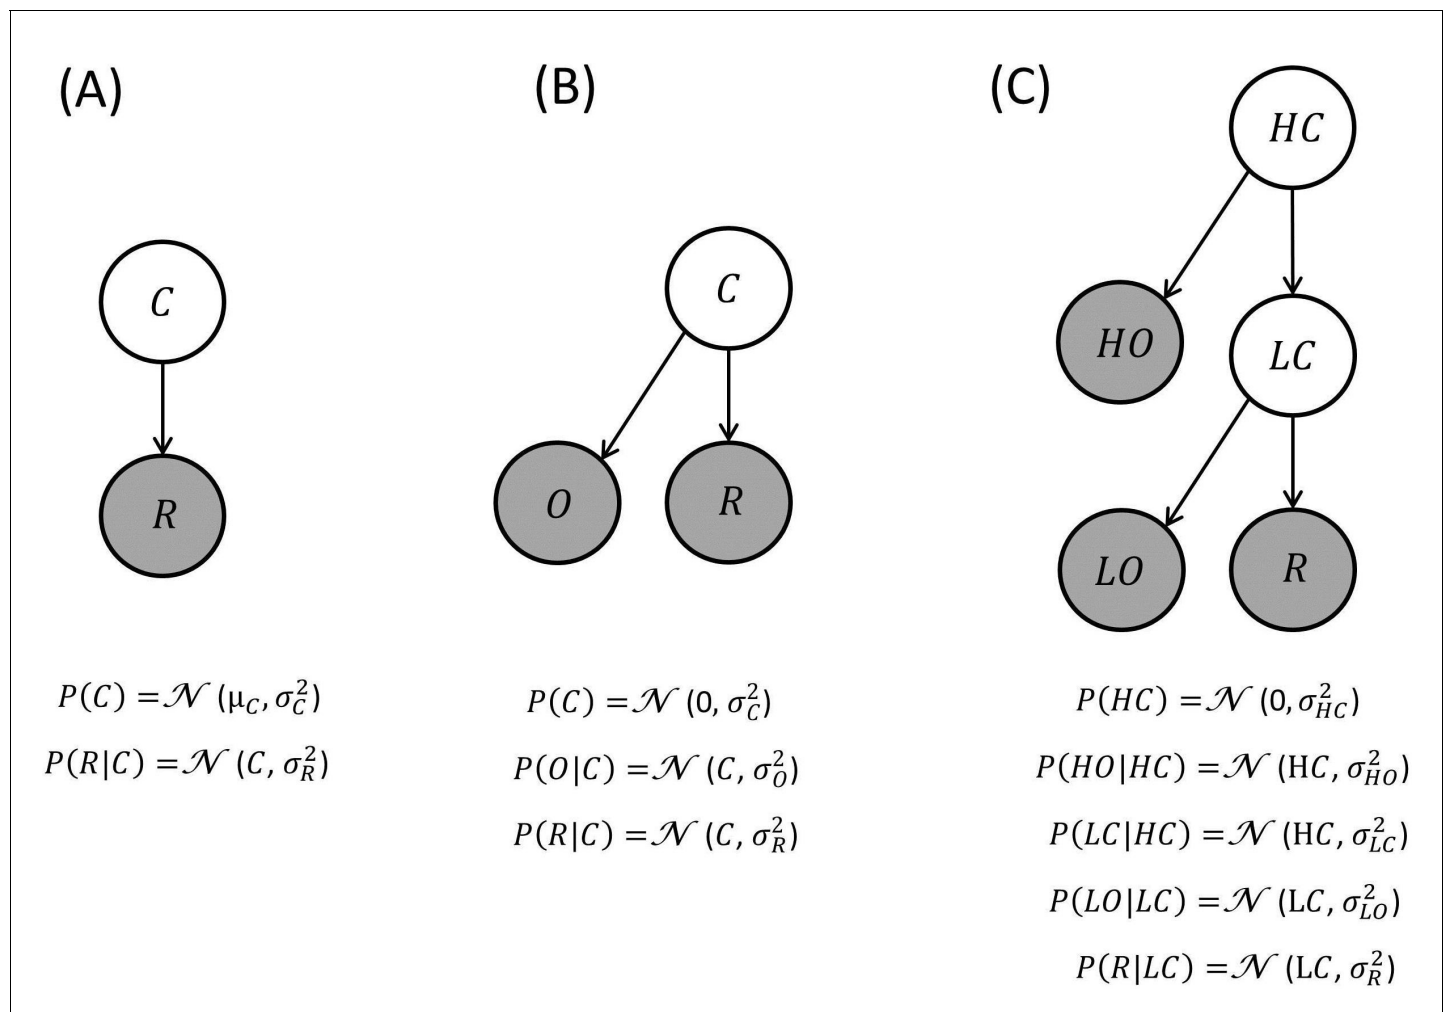 (A)
C
R
P(C) = 𝒩 (μ_C, σ_C^2)
P(R|C) = 𝒩 (C, σ_R^2)
(B)
C
O
R
P(C) = 𝒩 (0, σ_C^2)
P(O|C) = 𝒩 (C, σ_O^2)
P(R|C) = 𝒩 (C, σ_R^2)
(C)
HC
HO
LC
LO
R
P(HC) = 𝒩 (0, σ_HC^2)
P(HO|HC) = 𝒩 (HC, σ_HO^2)
P(LC|HC) = 𝒩 (HC, σ_LC^2)
P(LO|LC) = 𝒩 (LC, σ_LO^2)
P(R|LC) = 𝒩 (LC, σ_R^2)